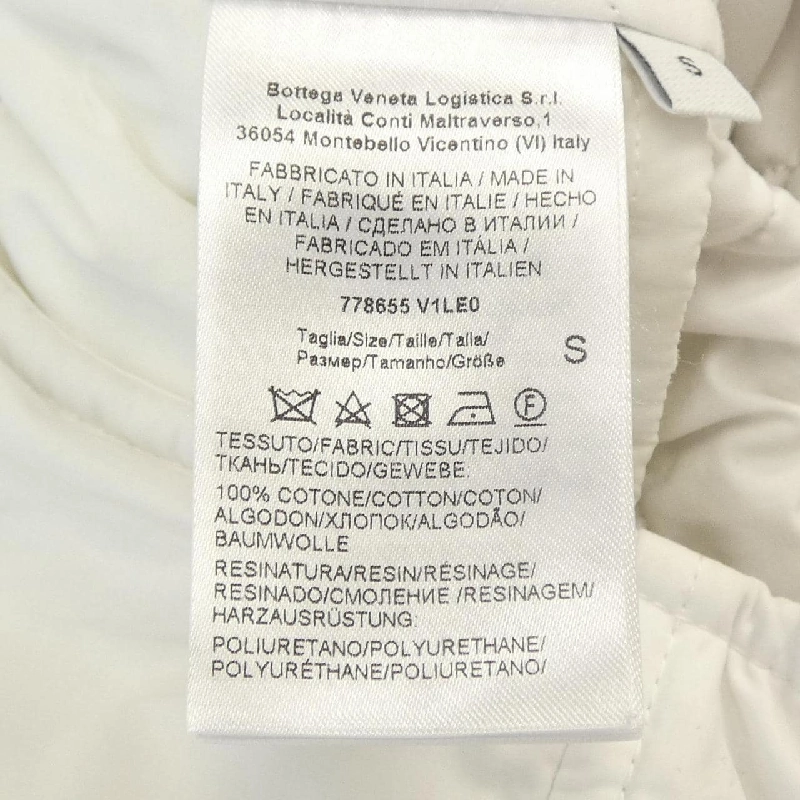 Bottega Veneta Logistica S.r.l.
Località Conti Maltraverso,1
36054 Montebello Vicentino (VI) Italy
FABBRICATO IN ITALIA / MADE IN
ITALY / FABRIQUÉ EN ITALIE / HECHO
EN ITALIA / СДЕЛАНО В ИТАЛИИ /
FABRICADO EM ITÁLIA /
HERGESTELLT IN ITALIEN
778655 V1LE0
Taglia/Size/Taille/Talla/
Размер/Tamanho/Größe
S
F
TESSUTO/FABRIC/TISSU/TEJIDO/
ТКАНЬ/TECIDO/GEWEBE:
100% COTONE/COTTON/COTON/
ALGODON/ХЛОПОК/ALGODÃO/
BAUMWOLLE
RESINATURA/RESIN/RÉSINAGE/
RESINADO/СМОЛЕНИЕ /RESINAGEM/
HARZAUSRÜSTUNG:
POLIURETANO/POLYURETHANE/
POLYURÉTHANE/POLIURETANO/
S